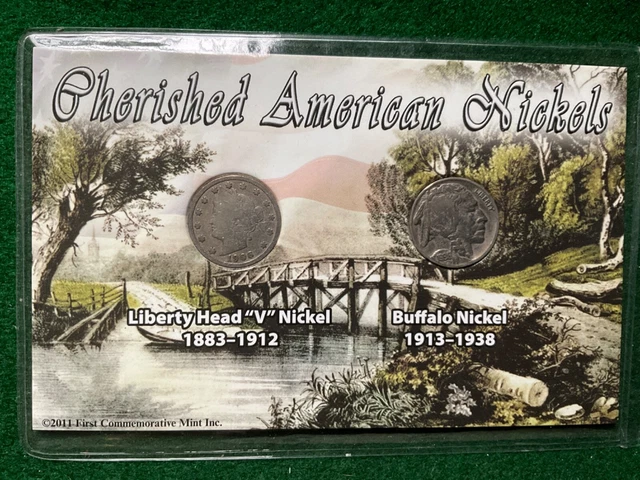 Cherished American Nickels
Liberty Head “V” Nickel
1883–1912
Buffalo Nickel
1913–1938
©2011 First Commemorative Mint Inc.